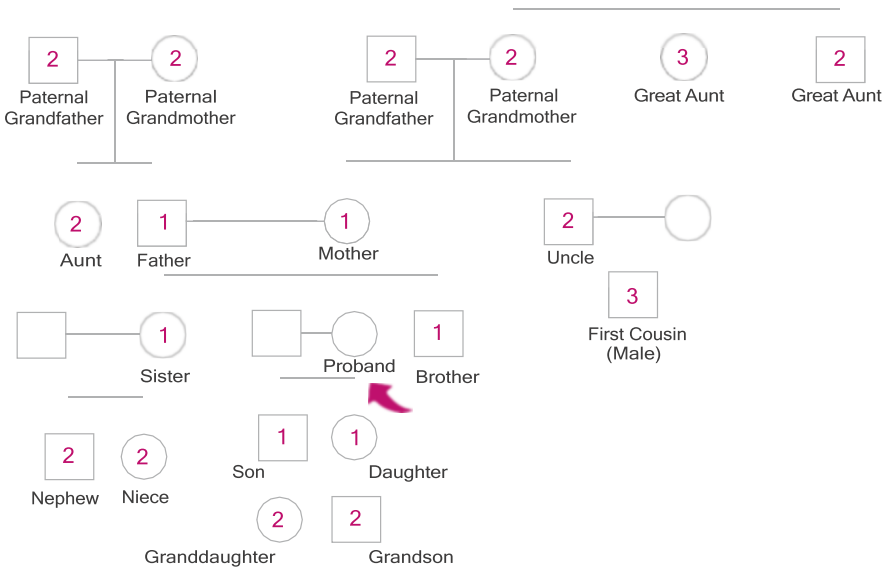 2 2 2 2 3 2
Paternal Grandfather
Paternal Grandmother
Paternal Grandfather
Paternal Grandmother
Great Aunt
Great Aunt
2 1 1 2
Aunt
Father
Mother
Uncle
3
First Cousin
(Male)
1 1
Sister
Proband
Brother
2 2 1 1
Nephew
Niece
Son
Daughter
2 2
Granddaughter
Grandson